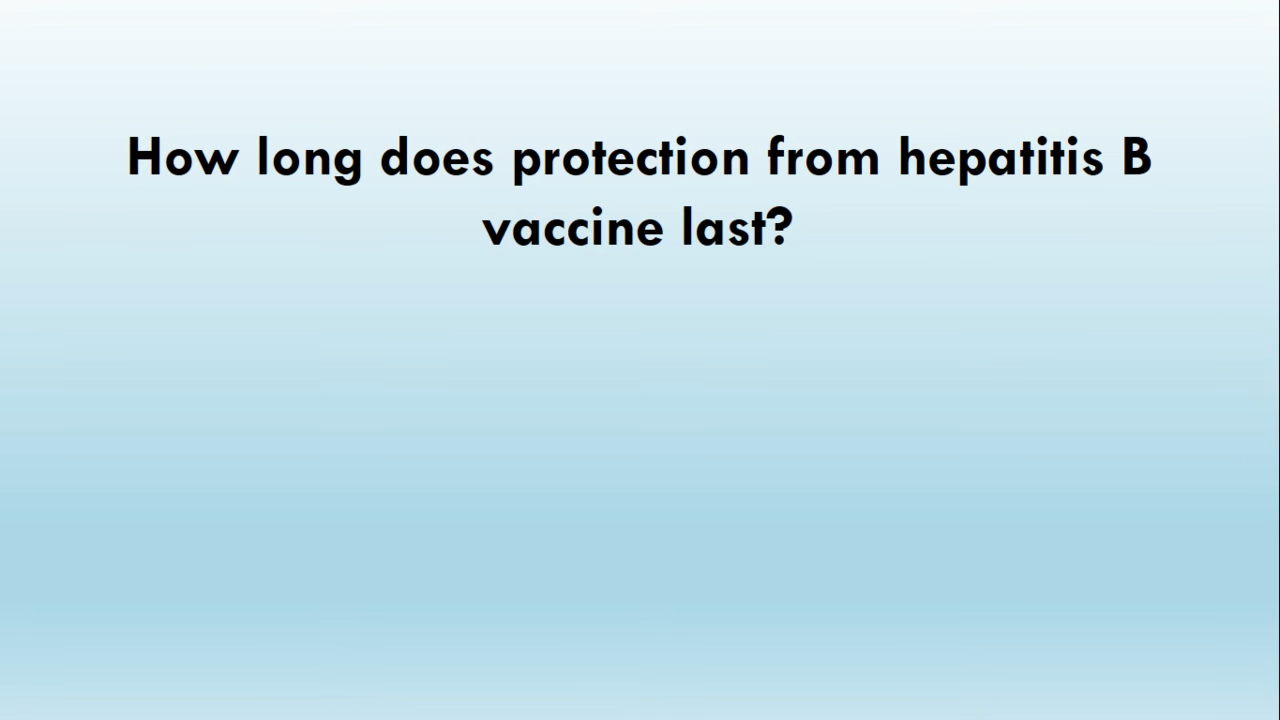 How long does protection from hepatitis B
vaccine last?